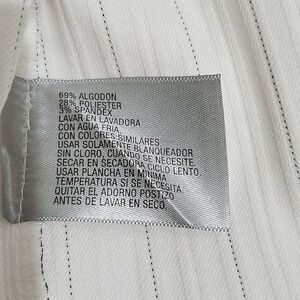 69% ALGODON
28% POLIESTER
3% SPANDEX
LAVAR EN LAVADORA
CON AGUA FRIA,
CON COLORES SIMILARES
USAR SOLAMENTE BLANQUEADOR
SIN CLORO, CUANDO SE NECESITE.
SECAR EN SECADORA CICLO LENTO.
USAR PLANCHA EN MINIMA
TEMPERATURA SI SE NECESITA.
QUITAR EL ADORNO POSTIZO
ANTES DE LAVAR EN SECO.